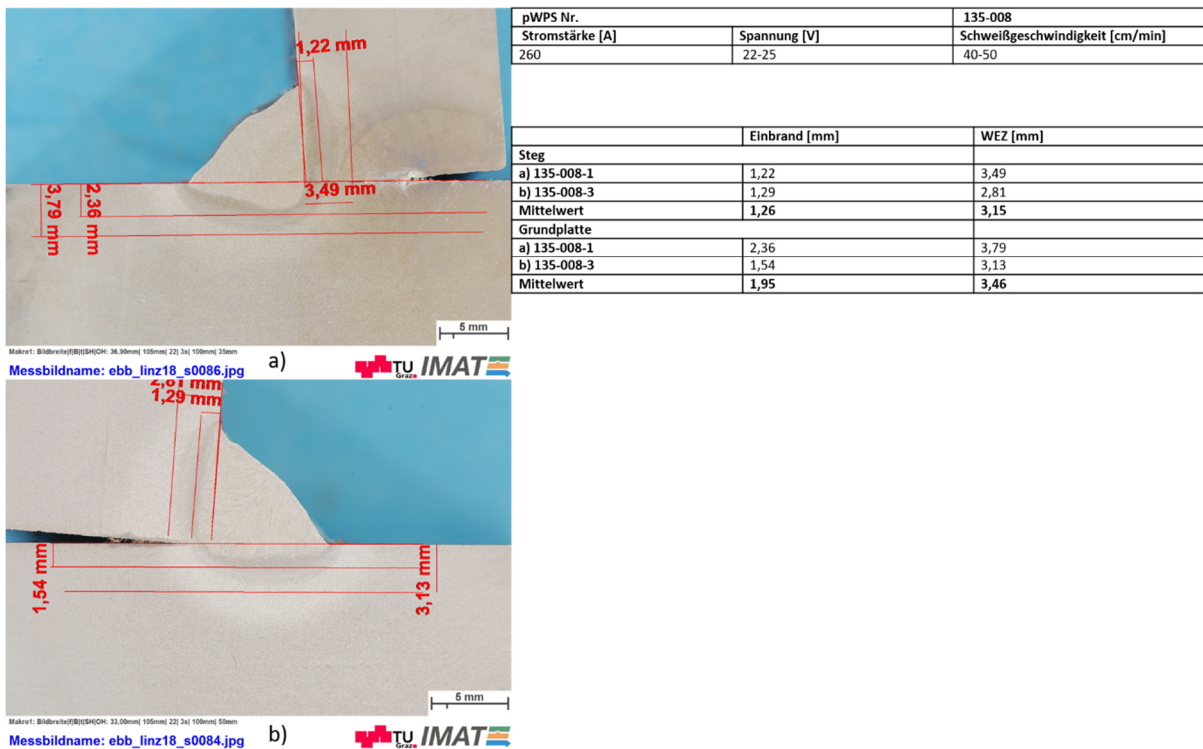 1,22 mm
3,49 mm
2,36 mm
3,79 mm
5 mm
Makro1: Bildbreite|f|B|t|SH|OH: 36,90mm| 105mm| 22| 3s| 100mm| 35mm
Messbildname: ebb_linz18_s0086.jpg
a)
TU Graz
IMAT
2,81 mm
1,29 mm
1,54 mm
3,13 mm
5 mm
Makro1: Bildbreite|f|B|t|SH|OH: 33,00mm| 105mm| 22| 3s| 100mm| 50mm
Messbildname: ebb_linz18_s0084.jpg
b)
TU Graz
IMAT
pWPS Nr. 135-008
Stromstärke [A] Spannung [V] Schweißgeschwindigkeit [cm/min]
260 22-25 40-50
Einbrand [mm] WEZ [mm]
Steg
a) 135-008-1 1,22 3,49
b) 135-008-3 1,29 2,81
Mittelwert 1,26 3,15
Grundplatte
a) 135-008-1 2,36 3,79
b) 135-008-3 1,54 3,13
Mittelwert 1,95 3,46